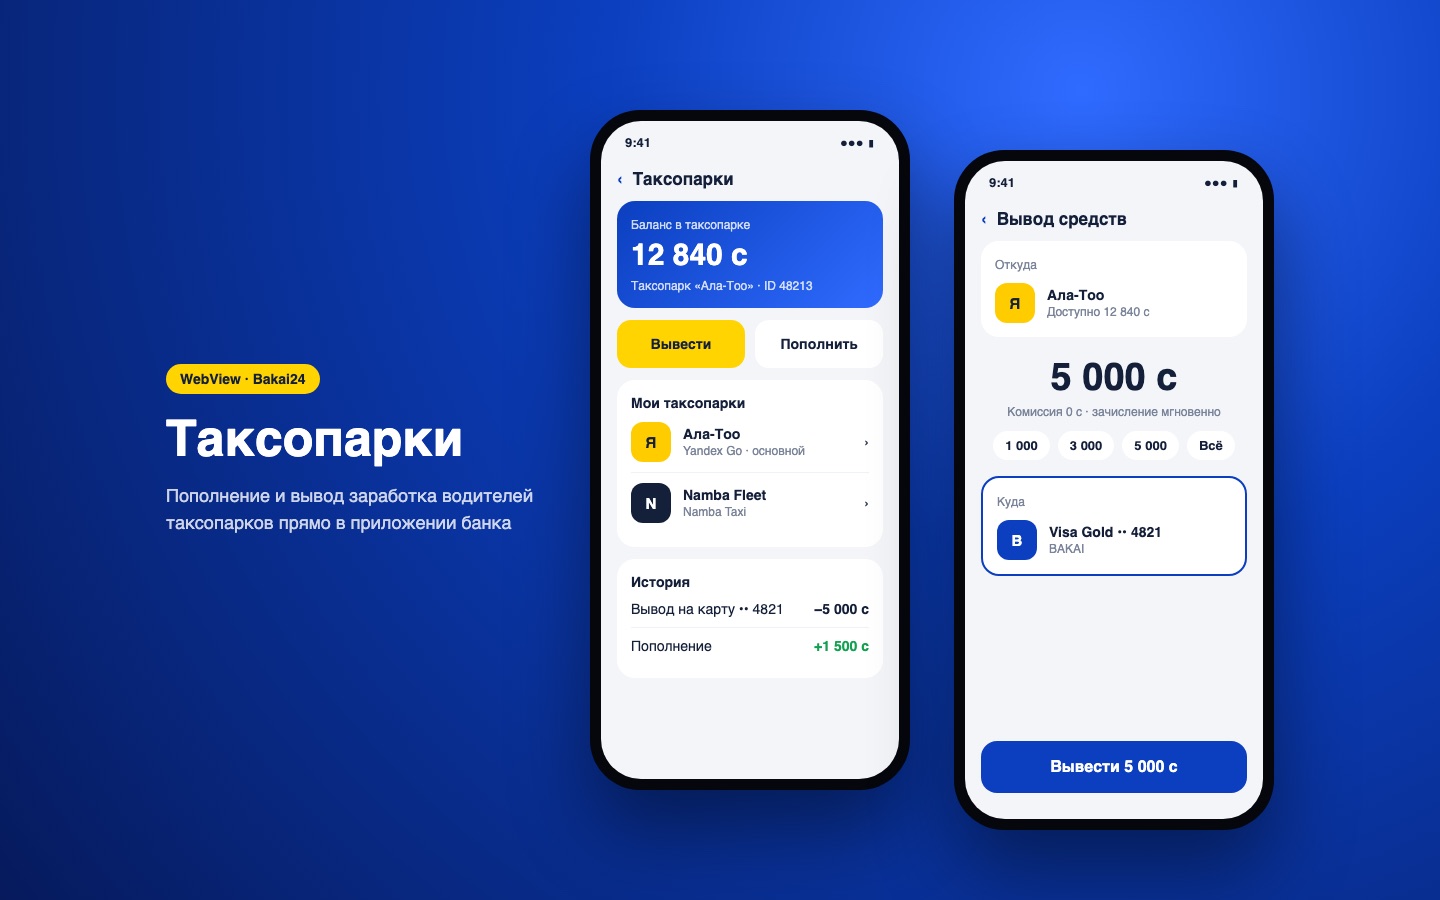 WebView · Bakai24
Таксопарки
Пополнение и вывод заработка водителей
таксопарков прямо в приложении банка
9:41
‹ Таксопарки
Баланс в таксопарке
12 840 с
Таксопарк «Ала-Тоо» · ID 48213
Вывести
Пополнить
Мои таксопарки
Я
Ала-Тоо
Yandex Go · основной
›
N
Namba Fleet
Namba Taxi
›
История
Вывод на карту •• 4821 −5 000 с
Пополнение +1 500 с
9:41
‹ Вывод средств
Откуда
Я
Ала-Тоо
Доступно 12 840 с
5 000 с
Комиссия 0 с · зачисление мгновенно
1 000 3 000 5 000 Всё
Куда
B
Visa Gold •• 4821
BAKAI
Вывести 5 000 с